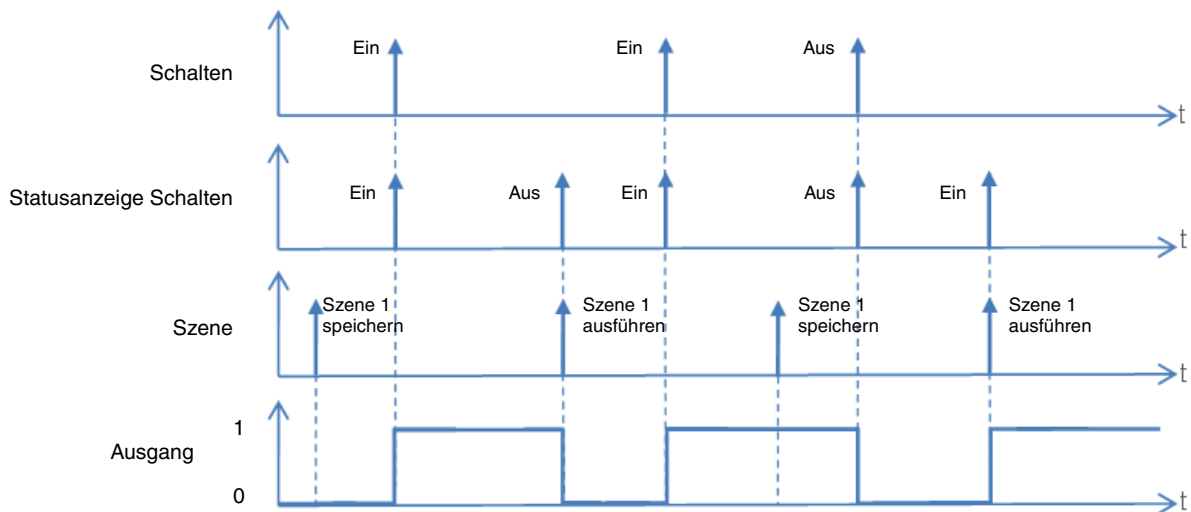 Schalten
Ein
Ein
Aus
t
Statusanzeige Schalten
Ein
Aus
Ein
Aus
Ein
t
Szene
Szene 1
speichern
Szene 1
ausführen
Szene 1
speichern
Szene 1
ausführen
t
Ausgang
1
0
t